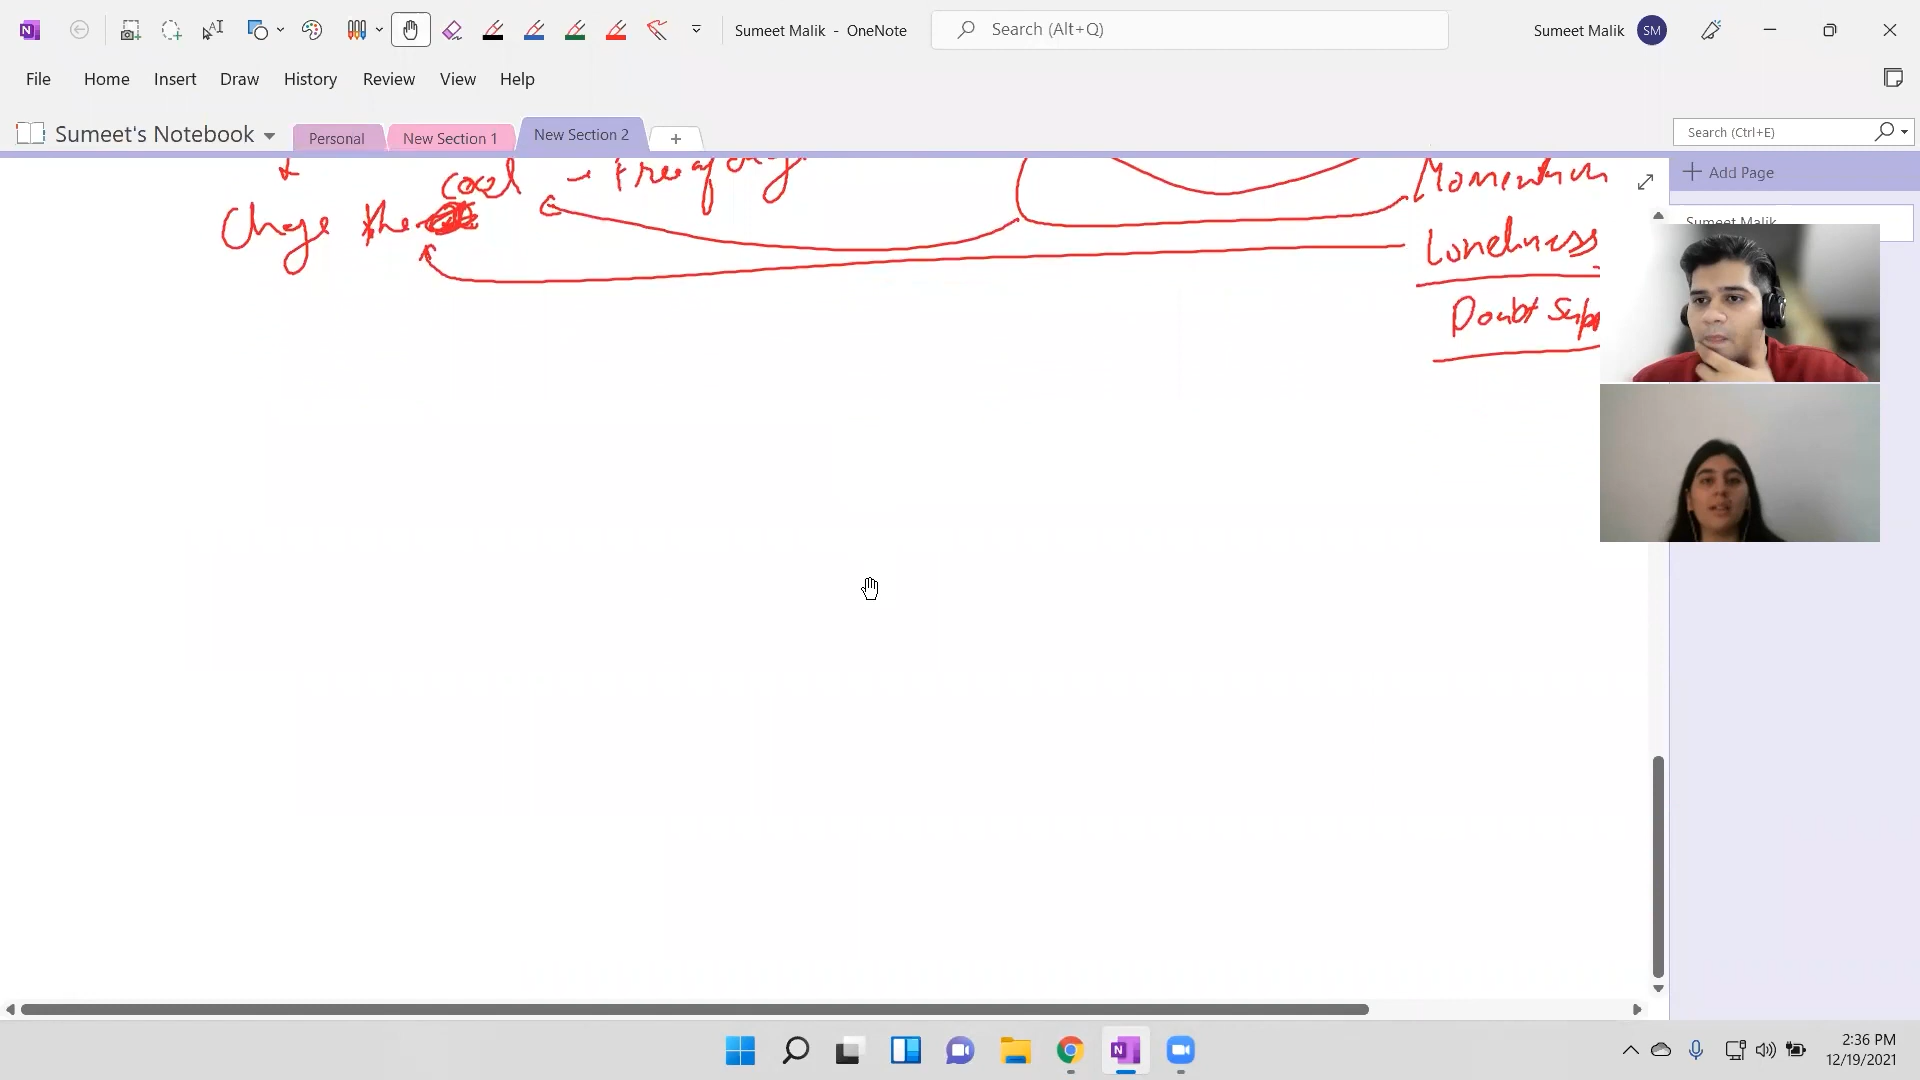 Sumeet Malik - OneNote
Search (Alt+Q)
Sumeet Malik
SM
File Home Insert Draw History Review View Help
Sumeet's Notebook
Personal
New Section 1
New Section 2
Search (Ctrl+E)
Add Page
Sumeet Malik
Momentum
the
Loneliness
Doubt
2:36 PM
12/19/2021